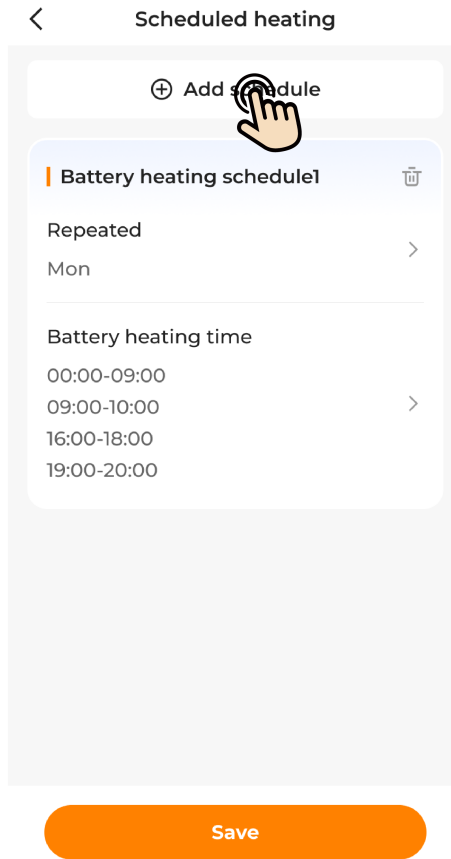 Scheduled heating
Add schedule
Battery heating schedule1
Repeated
Mon
Battery heating time
00:00-09:00
09:00-10:00
16:00-18:00
19:00-20:00
Save